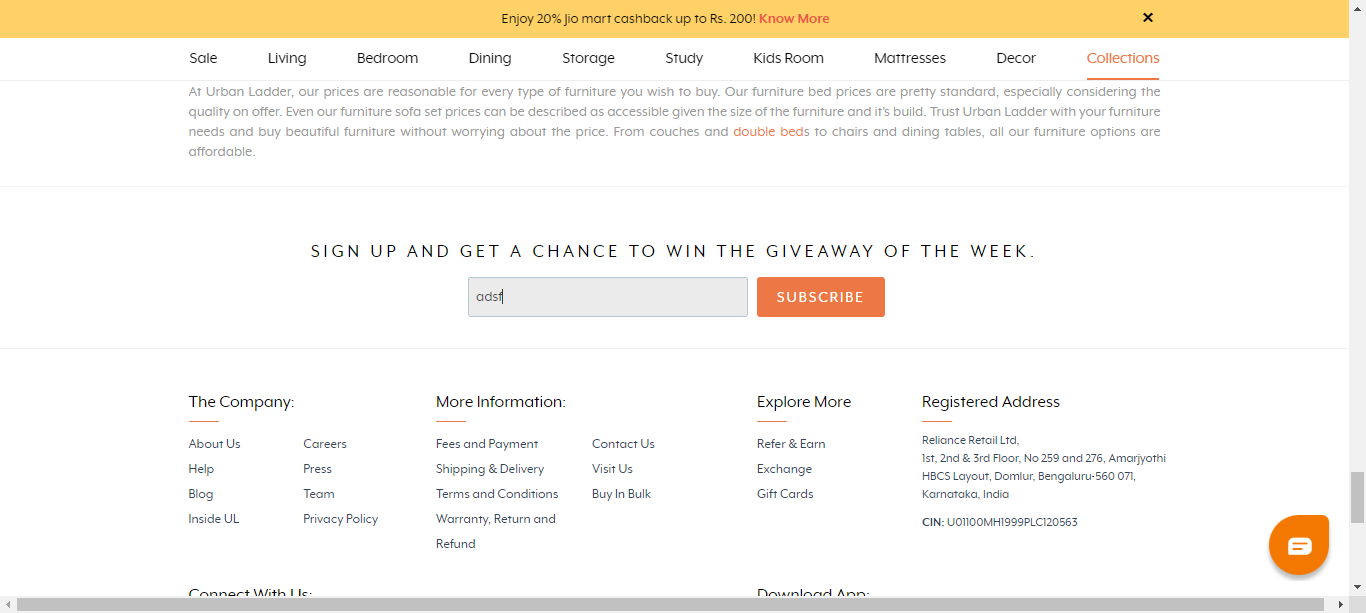 Enjoy 20% Jio mart cashback up to Rs. 200! Know More
Sale Living Bedroom Dining Storage Study Kids Room Mattresses Decor Collections
At Urban Ladder, our prices are reasonable for every type of furniture you wish to buy. Our furniture bed prices are pretty standard, especially considering the
quality on offer. Even our furniture sofa set prices can be described as accessible given the size of the furniture and it's build. Trust Urban Ladder with your furniture
needs and buy beautiful furniture without worrying about the price. From couches and double beds to chairs and dining tables, all our furniture options are
affordable.
SIGN UP AND GET A CHANCE TO WIN THE GIVEAWAY OF THE WEEK.
adsf
SUBSCRIBE
The Company:
About Us
Help
Blog
Inside UL
Careers
Press
Team
Privacy Policy
More Information:
Fees and Payment
Shipping & Delivery
Terms and Conditions
Warranty, Return and
Refund
Contact Us
Visit Us
Buy In Bulk
Explore More
Refer & Earn
Exchange
Gift Cards
Registered Address
Reliance Retail Ltd,
1st, 2nd & 3rd Floor, No 259 and 276, Amarjyothi
HBCS Layout, Domlur, Bengaluru-560 071,
Karnataka, India
CIN: U01100MH1999PLC120563
Connect With Us:
Download App: